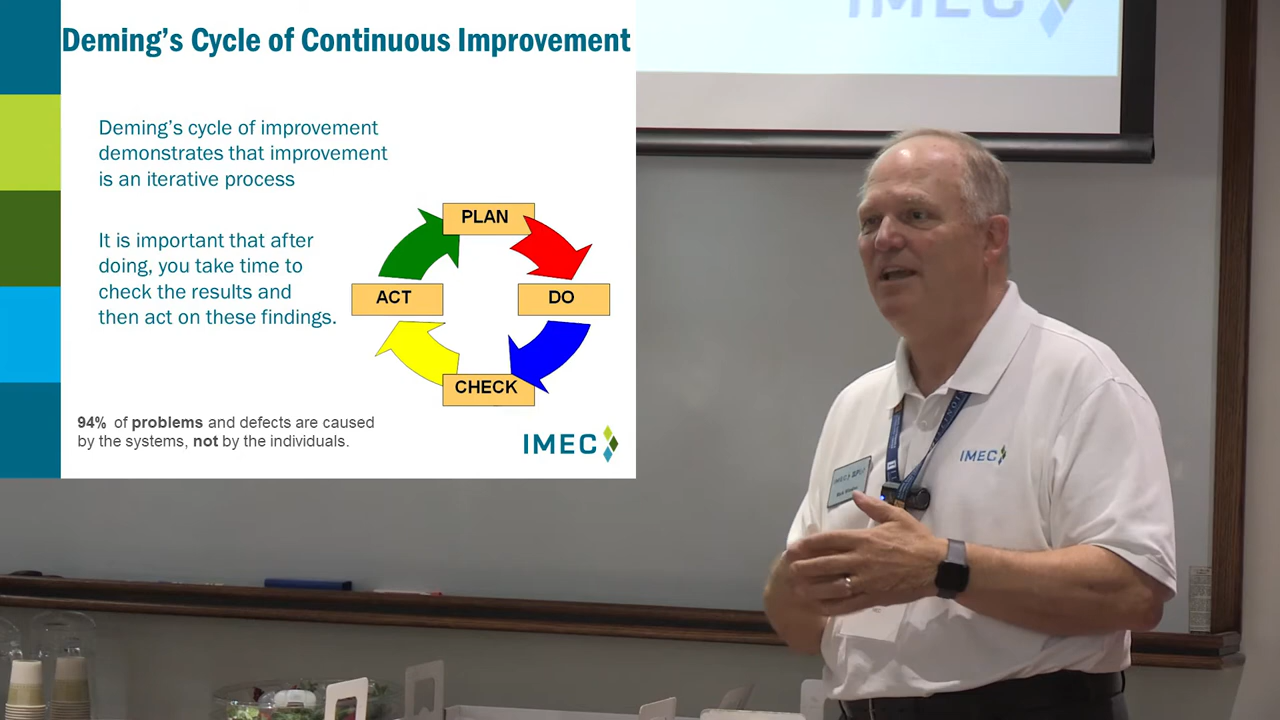 Deming's Cycle of Continuous Improvement
Deming's cycle of improvement
demonstrates that improvement
is an iterative process
It is important that after
doing, you take time to
check the results and
then act on these findings.
PLAN
ACT
DO
CHECK
94% of problems and defects are caused
by the systems, not by the individuals.
IMEC
IMEC
IMEC
IMEC